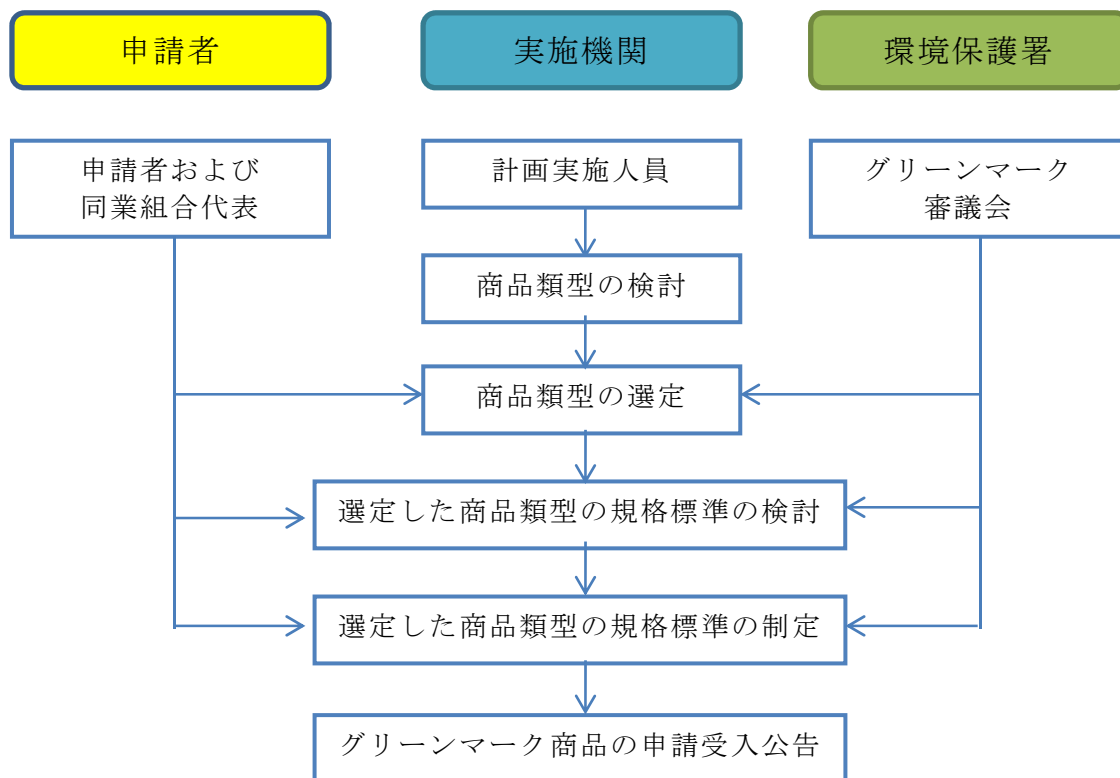 申請者
実施機関
環境保護署
申請者および
同業組合代表
計画実施人員
グリーンマーク
審議会
商品類型の検討
商品類型の選定
選定した商品類型の規格標準の検討
選定した商品類型の規格標準の制定
グリーンマーク商品の申請受入公告